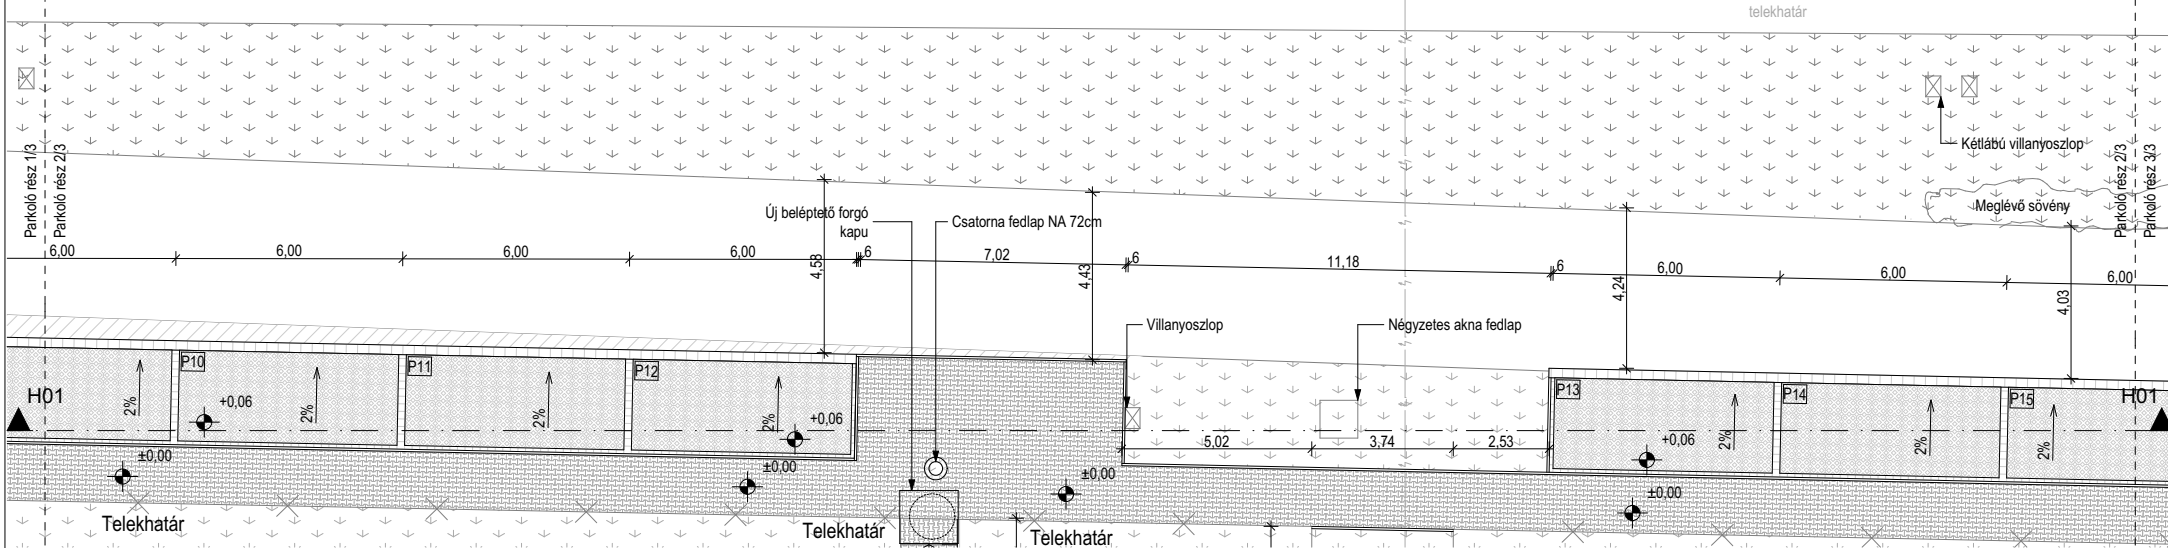 telekhatár
Kétlábú villanyoszlop
Parkoló rész 1/3
Parkoló rész 2/3
Parkoló rész 2/3
Parkoló rész 3/3
Meglévő sövény
Új beléptető forgó
kapu
Csatorna fedlap NA 72cm
6,00
6,00
6,00
6,00
4,58
6
7,02
4,43
6
11,18
6
4,24
6,00
6,00
4,03
6,00
Villanyoszlop
Négyzetes akna fedlap
P10
P11
P12
P13
P14
P15
H01
2%
+0,06
2%
2%
2%
+0,06
5,02
3,74
2,53
+0,06
2%
2%
2%
H01
±0,00
±0,00
±0,00
±0,00
Telekhatár
Telekhatár
Telekhatár